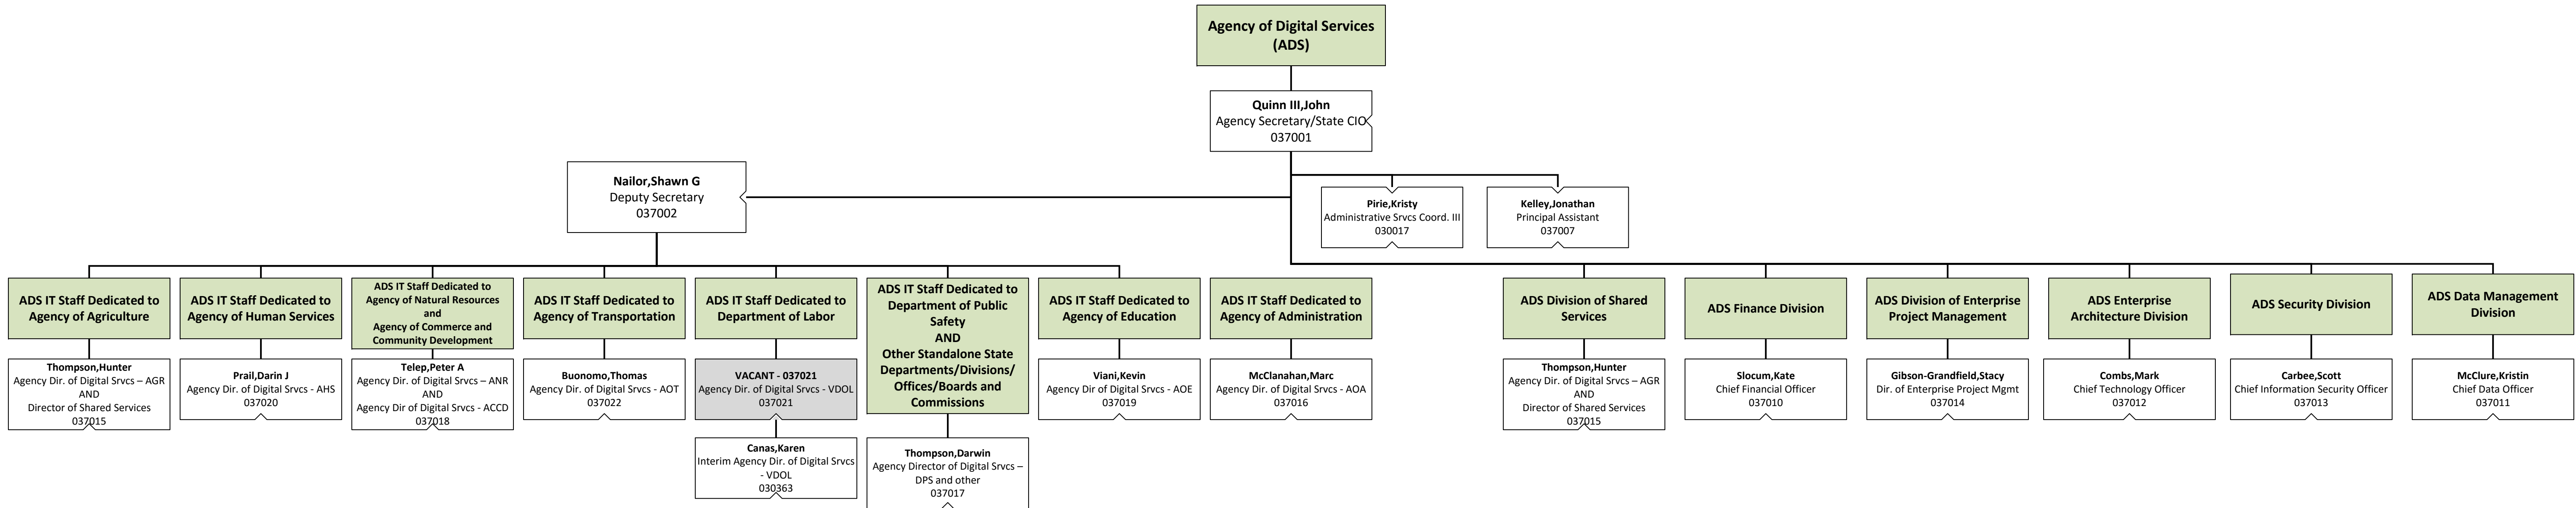 Agency of Digital Services
(ADS)
Quinn III,John
Agency Secretary/State CIO
037001
Nailor,Shawn G
Deputy Secretary
037002
Pirie,Kristy
Administrative Srvcs Coord. III
030017
Kelley,Jonathan
Principal Assistant
037007
ADS IT Staff Dedicated to
Agency of Agriculture
Thompson,Hunter
Agency Dir. of Digital Srvcs – AGR
AND
Director of Shared Services
037015
ADS IT Staff Dedicated to
Agency of Human Services
Prail,Darin J
Agency Dir. of Digital Srvcs - AHS
037020
ADS IT Staff Dedicated to
Agency of Natural Resources
and
Agency of Commerce and
Community Development
Telep,Peter A
Agency Dir. of Digital Srvcs – ANR
AND
Agency Dir of Digital Srvcs - ACCD
037018
ADS IT Staff Dedicated to
Agency of Transportation
Buonomo,Thomas
Agency Dir. of Digital Srvcs - AOT
037022
ADS IT Staff Dedicated to
Department of Labor
VACANT - 037021
Agency Dir. of Digital Srvcs - VDOL
037021
Canas,Karen
Interim Agency Dir. of Digital Srvcs
- VDOL
030363
ADS IT Staff Dedicated to
Department of Public
Safety
AND
Other Standalone State
Departments/Divisions/
Offices/Boards and
Commissions
Thompson,Darwin
Agency Director of Digital Srvcs –
DPS and other
037017
ADS IT Staff Dedicated to
Agency of Education
Viani,Kevin
Agency Dir. of Digital Srvcs - AOE
037019
ADS IT Staff Dedicated to
Agency of Administration
McClanahan,Marc
Agency Dir. of Digital Srvcs - AOA
037016
ADS Division of Shared
Services
Thompson,Hunter
Agency Dir. of Digital Srvcs – AGR
AND
Director of Shared Services
037015
ADS Finance Division
Slocum,Kate
Chief Financial Officer
037010
ADS Division of Enterprise
Project Management
Gibson-Grandfield,Stacy
Dir. of Enterprise Project Mgmt
037014
ADS Enterprise
Architecture Division
Combs,Mark
Chief Technology Officer
037012
ADS Security Division
Carbee,Scott
Chief Information Security Officer
037013
ADS Data Management
Division
McClure,Kristin
Chief Data Officer
037011